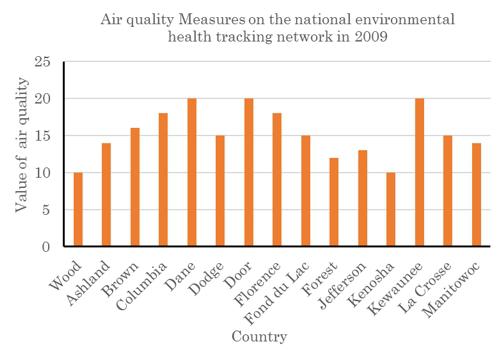 Air quality Measures on the national environmental
health tracking network in 2009
Value of air quality
25
20
15
10
5
0
Wood
Ashland
Brown
Columbia
Dane
Dodge
Door
Florence
Fond du Lac
Forest
Jefferson
Kenosha
Kewaunee
La Crosse
Manitowoc
Country